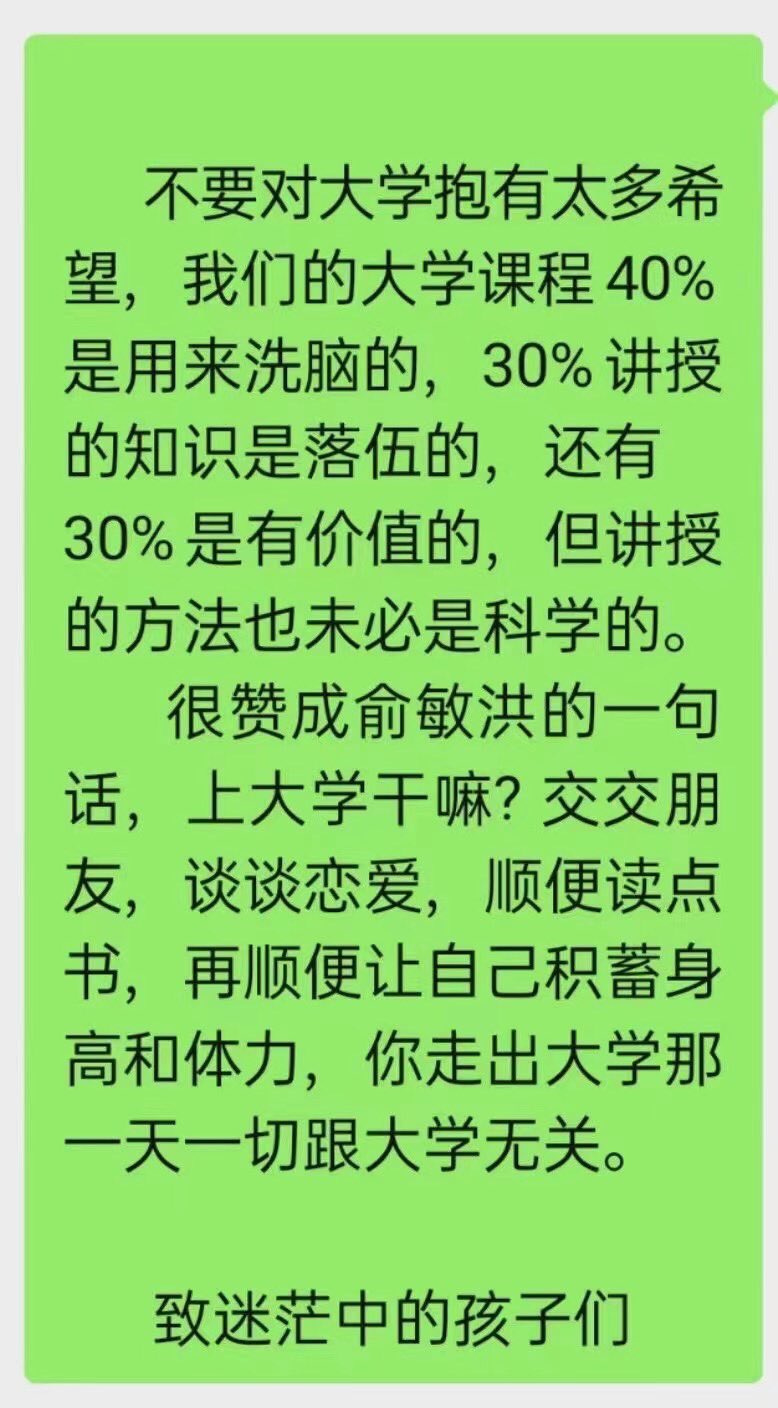 不要对大学抱有太多希
望，我们的大学课程40%
是用来洗脑的，30%讲授
的知识是落伍的，还有
30%是有价值的，但讲授
的方法也未必是科学的。
很赞成俞敏洪的一句
话，上大学干嘛？交交朋
友，谈谈恋爱，顺便读点
书，再顺便让自己积蓄身
高和体力，你走出大学那
一天一切跟大学无关。
致迷茫中的孩子们